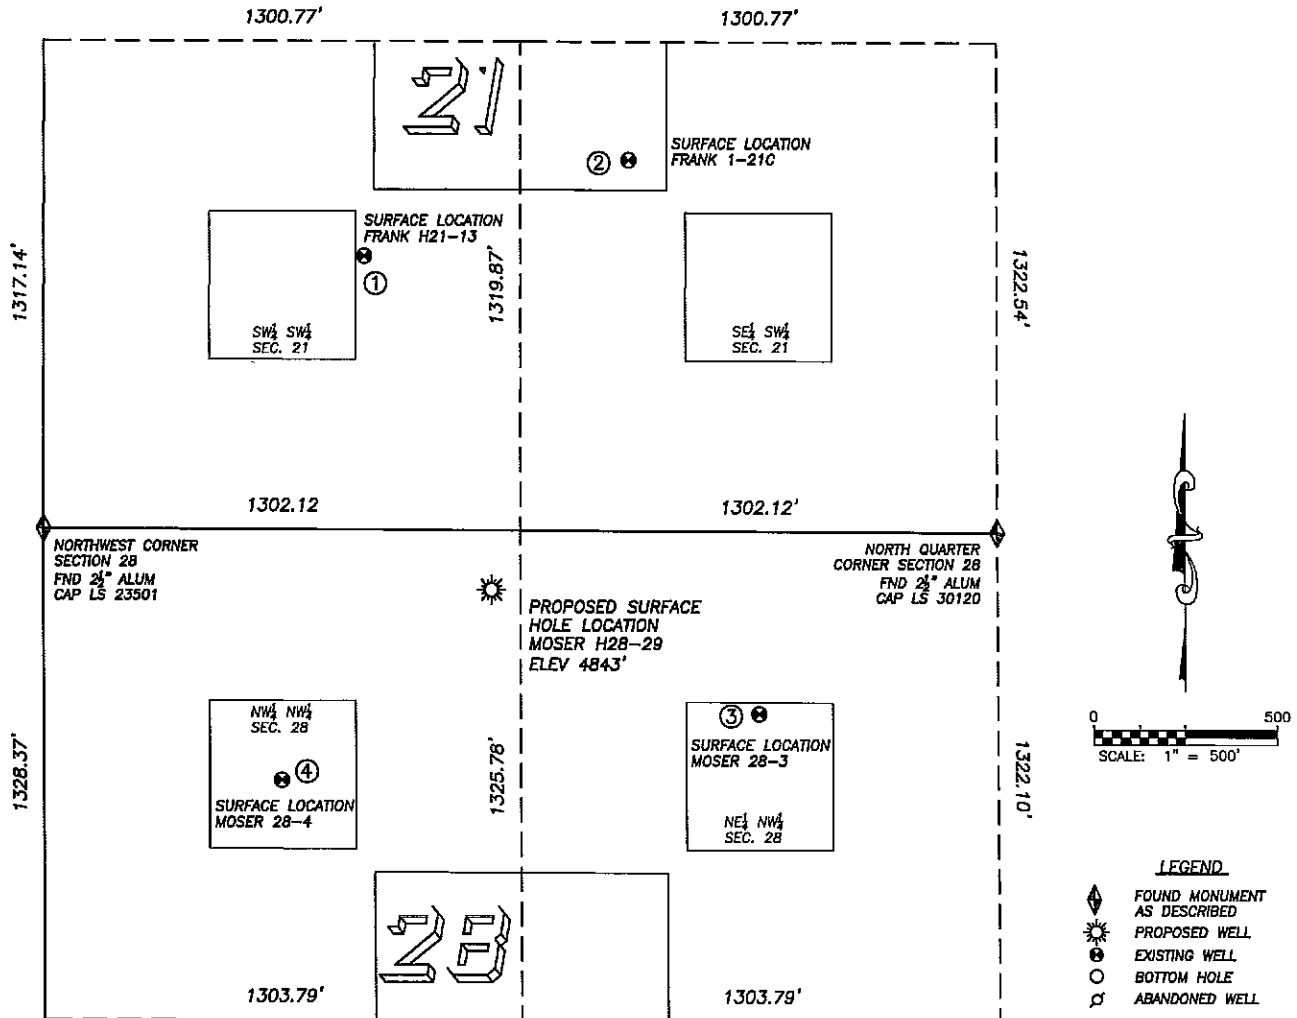 1300.77'
1300.77'
21
SURFACE LOCATION
FRANK 1-21C
2
SURFACE LOCATION
FRANK H21-13
1
1317.14'
1319.87'
1322.54'
SW¼ SW¼
SEC. 21
SE¼ SW¼
SEC. 21
1302.12
1302.12'
NORTHWEST CORNER
SECTION 28
FND 2½" ALUM
CAP LS 23501
NORTH QUARTER
CORNER SECTION 28
FND 2½" ALUM
CAP LS 30120
PROPOSED SURFACE
HOLE LOCATION
MOSER H28-29
ELEV 4843'
NW¼ NW¼
SEC. 28
4
SURFACE LOCATION
MOSER 28-4
3
SURFACE LOCATION
MOSER 28-3
NE¼ NW¼
SEC. 28
1328.37'
1325.78'
1322.10'
0 500
SCALE: 1" = 500'
28
1303.79'
1303.79'
LEGEND
FOUND MONUMENT
AS DESCRIBED
PROPOSED WELL
EXISTING WELL
BOTTOM HOLE
ABANDONED WELL